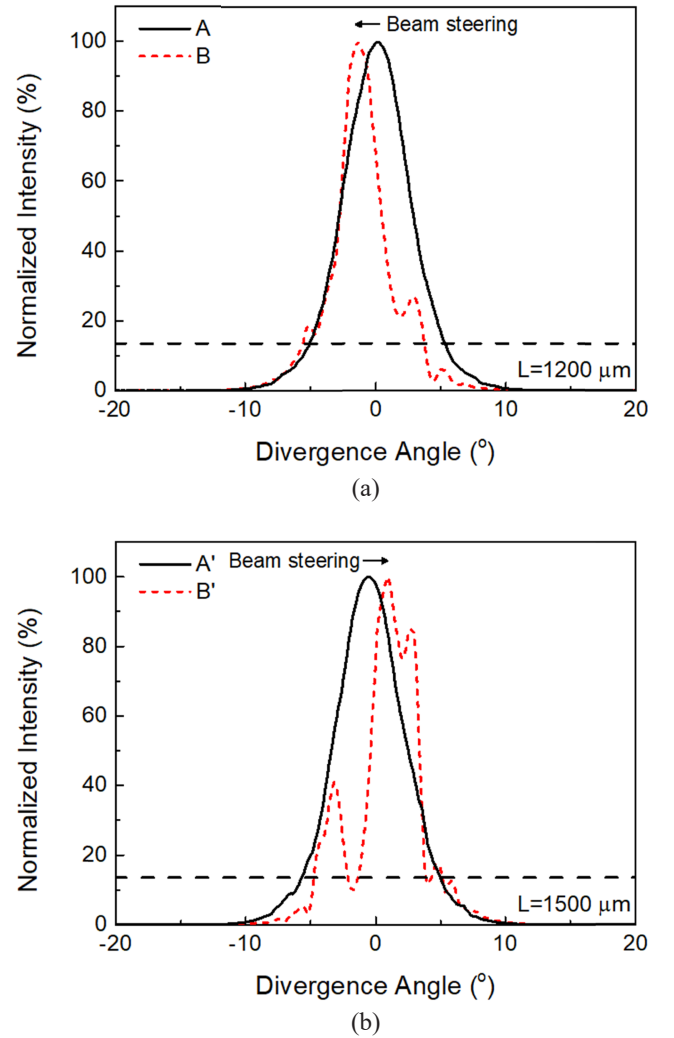 ← Beam steering
A
B
100
80
60
40
20
0
Normalized Intensity (%)
L=1200 μm
-20 -10 0 10 20
Divergence Angle (°)
(a)
A' Beam steering →
B'
100
80
60
40
20
0
Normalized Intensity (%)
L=1500 μm
-20 -10 0 10 20
Divergence Angle (°)
(b)